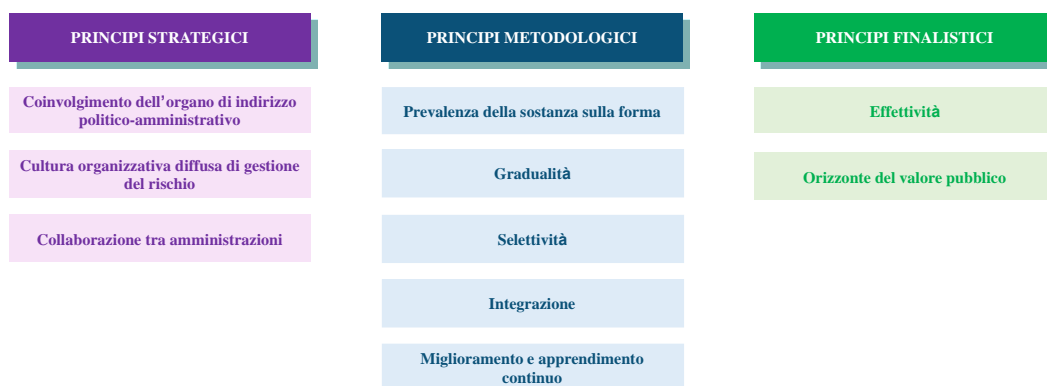 PRINCIPI STRATEGICI
Coinvolgimento dell'organo di indirizzo
politico-amministrativo
Cultura organizzativa diffusa di gestione
del rischio
Collaborazione tra amministrazioni
PRINCIPI METODOLOGICI
Prevalenza della sostanza sulla forma
Gradualità
Selettività
Integrazione
Miglioramento e apprendimento
continuo
PRINCIPI FINALISTICI
Effettività
Orizzonte del valore pubblico